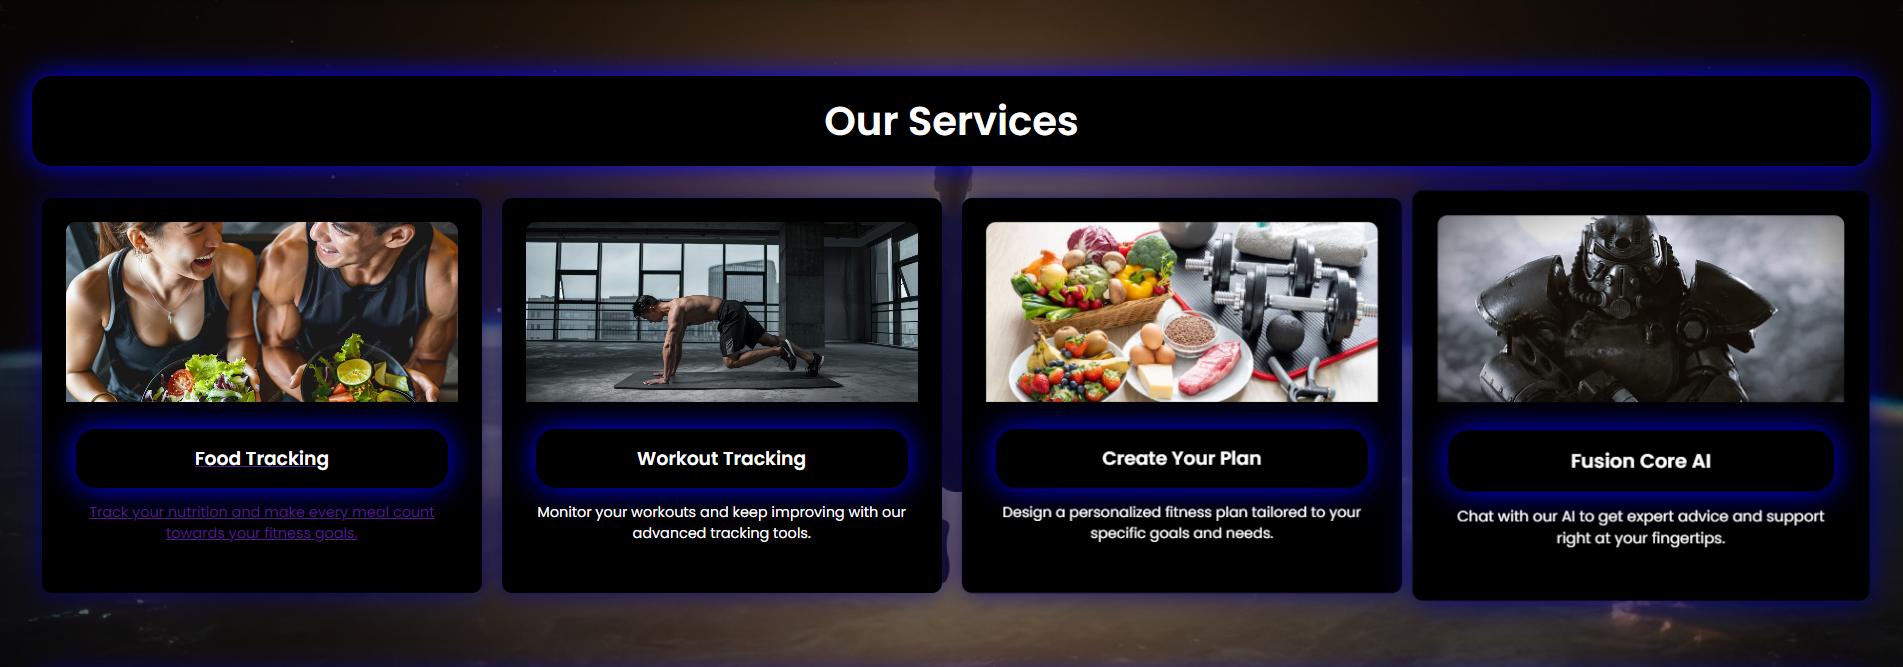 Our Services
Food Tracking
Track your nutrition and make every meal count
towards your fitness goals.
Workout Tracking
Monitor your workouts and keep improving with our
advanced tracking tools.
Create Your Plan
Design a personalized fitness plan tailored to your
specific goals and needs.
Fusion Core AI
Chat with our AI to get expert advice and support
right at your fingertips.